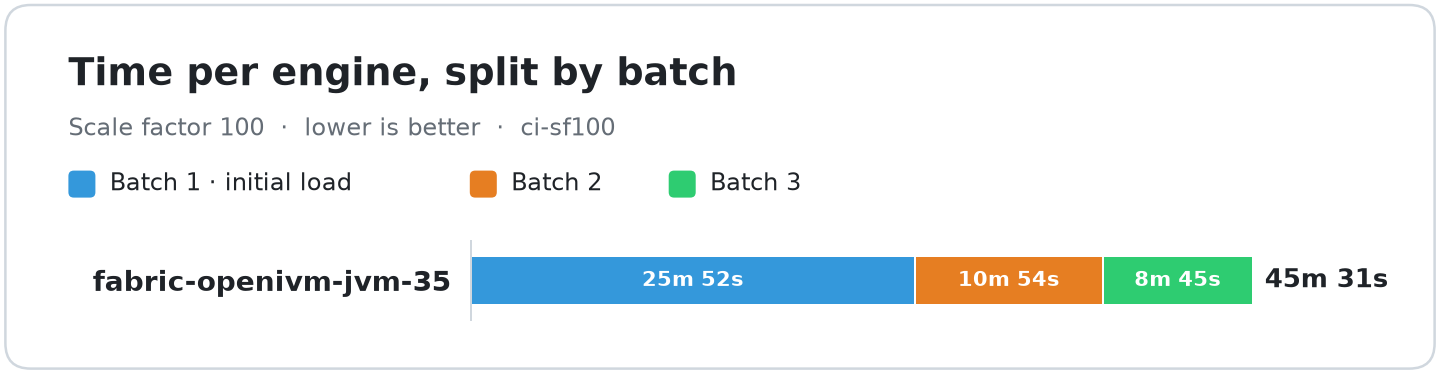 Time per engine, split by batch
Scale factor 100 · lower is better · ci-sf100
Batch 1 · initial load Batch 2 Batch 3
fabric-openivm-jvm-35 25m 52s 10m 54s 8m 45s 45m 31s